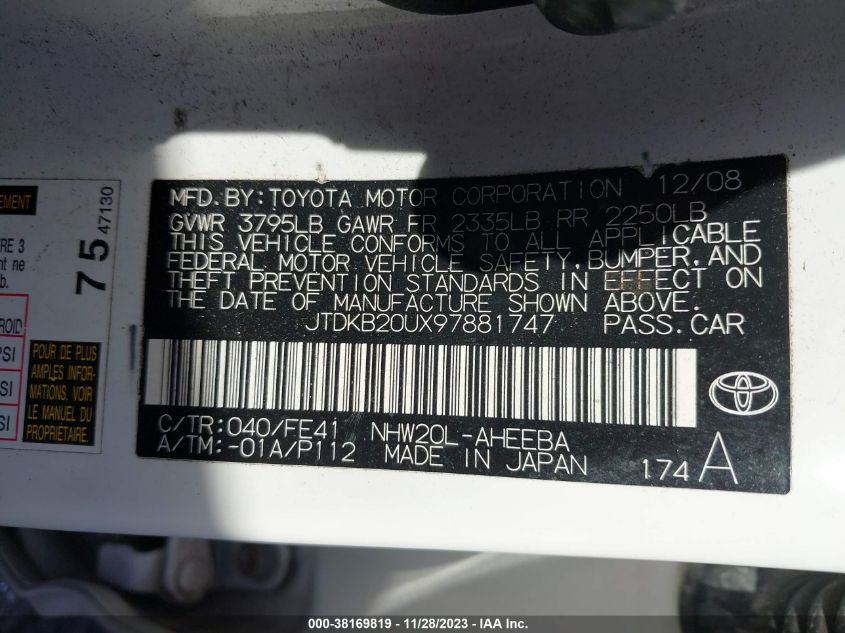 MFD. BY: TOYOTA MOTOR CORPORATION 12/08
GVWR 3795LB GAWR FR 2335LB RR 2250LB
THIS VEHICLE CONFORMS TO ALL APPLICABLE
FEDERAL MOTOR VEHICLE SAFETY, BUMPER, AND
THEFT PREVENTION STANDARDS IN EFFECT ON
THE DATE OF MANUFACTURE SHOWN ABOVE.
JTDKB20UX97881747 PASS. CAR
C/TR: 040/FE41 NHW20L-AHEEBA
A/TM: -01A/P112 MADE IN JAPAN
174 A
75 47130
POUR DE PLUS
AMPLES INFOR-
MATIONS, VOIR
LE MANUEL DU
PROPRIÉTAIRE.
000-38169819 - 11/28/2023 - IAA Inc.